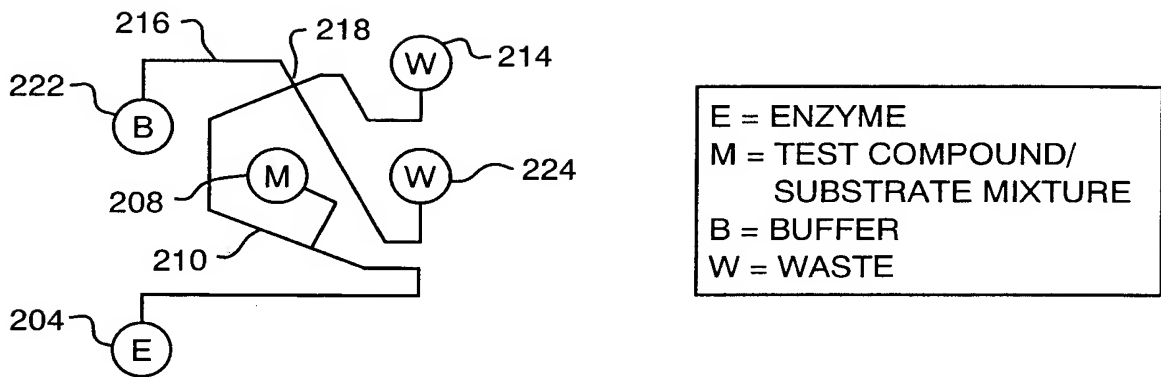 216
218
W
214
222
B
M
W
224
208
210
204
E
E = ENZYME
M = TEST COMPOUND/
SUBSTRATE MIXTURE
B = BUFFER
W = WASTE